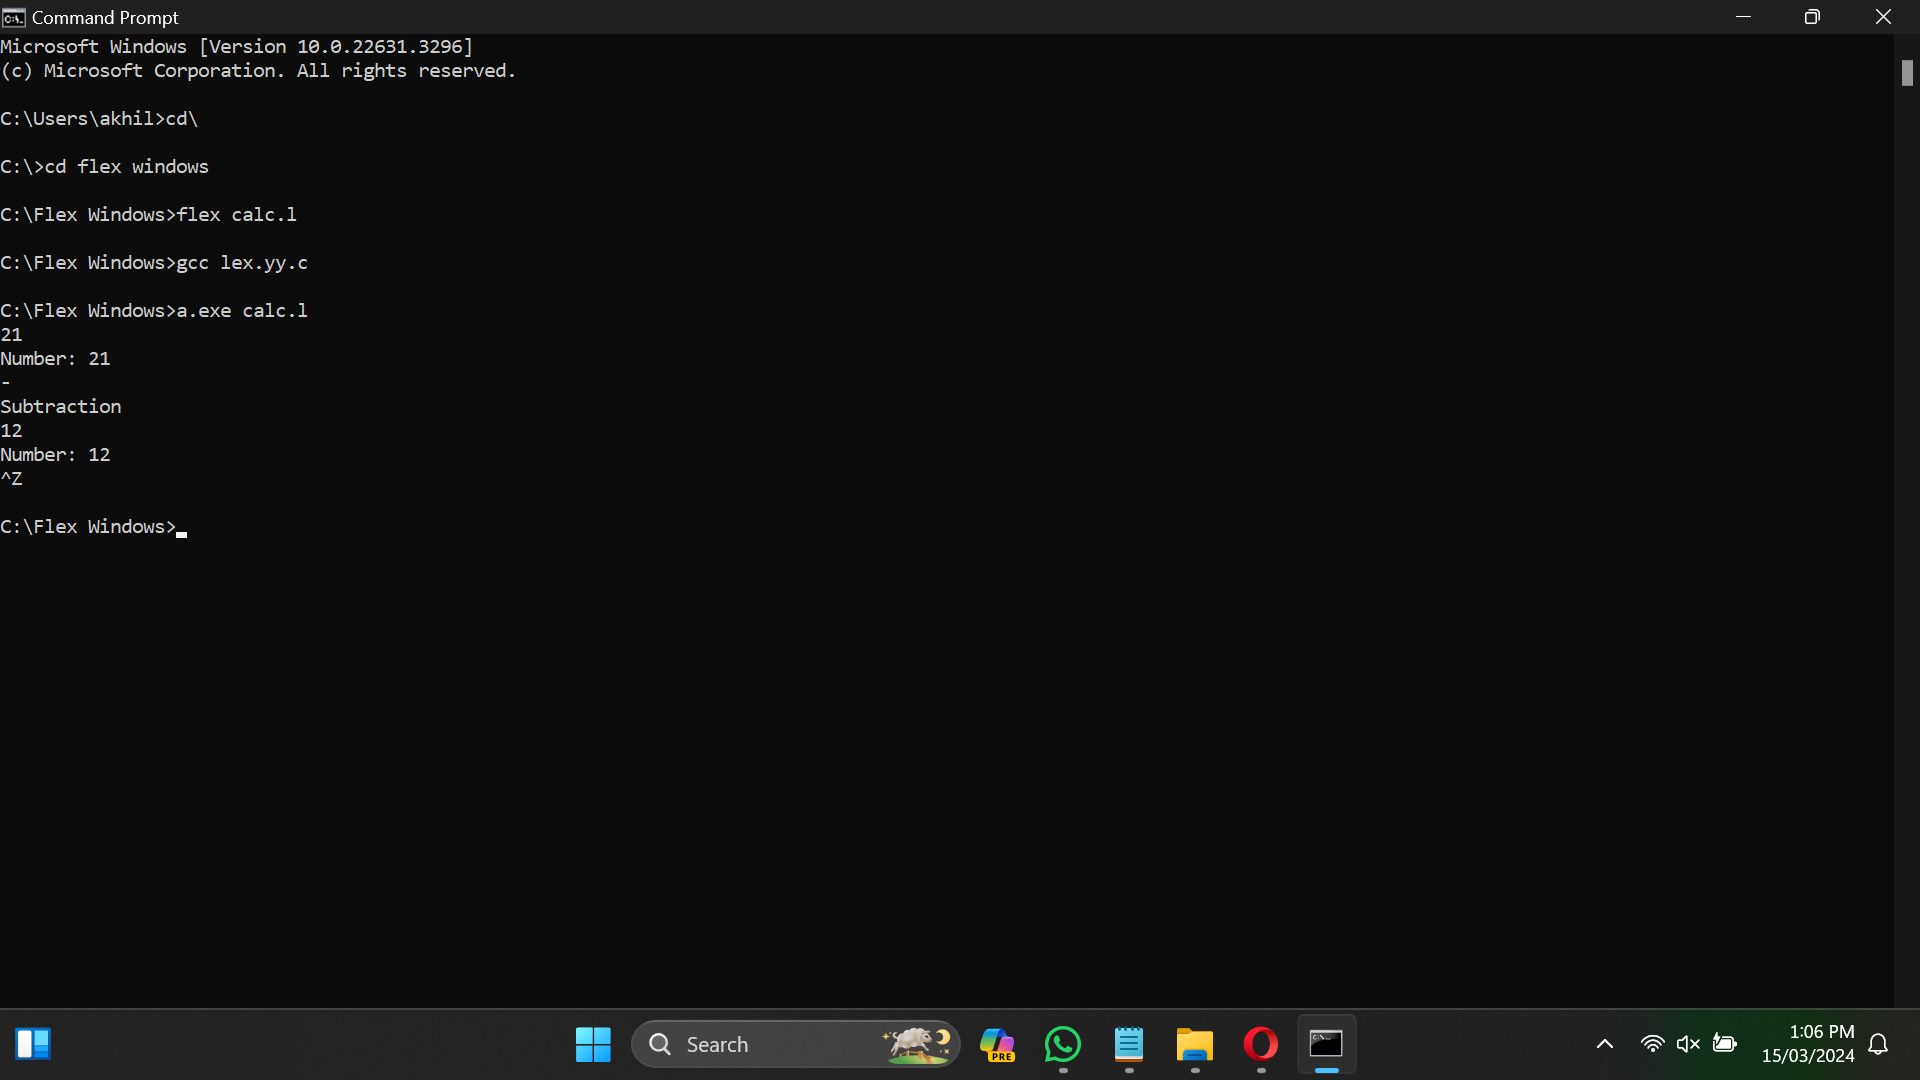 Command Prompt
Microsoft Windows [Version 10.0.22631.3296]
(c) Microsoft Corporation. All rights reserved.
C:\Users\akhil>cd\
C:\>cd flex windows
C:\Flex Windows>flex calc.l
C:\Flex Windows>gcc lex.yy.c
C:\Flex Windows>a.exe calc.l
21
Number: 21
-
Subtraction
12
Number: 12
^Z
C:\Flex Windows>
Search
PRE
1:06 PM
15/03/2024